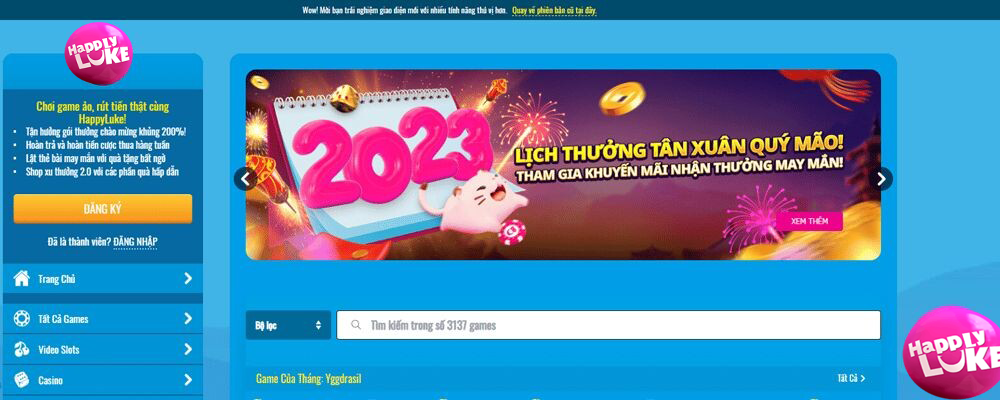 Wow! Mời bạn trải nghiệm giao diện mới với nhiều tính năng thú vị hơn. Quay về phiên bản cũ tại đây.
HAPPLY LUKE
Chơi game ảo, rút tiền thật cùng
HappyLuke!
Tận hưởng gói thưởng chào mừng khủng 200%!
Hoàn trả và hoàn tiền cược thua hàng tuần
Lật thẻ bài may mắn với quà tặng bất ngờ
Shop xu thưởng 2.0 với các phần quà hấp dẫn
ĐĂNG KÝ
Đã là thành viên? ĐĂNG NHẬP
Trang Chủ
Tất Cả Games
Video Slots
Casino
2023
LỊCH THƯỞNG TÂN XUÂN QUÝ MÃO!
THAM GIA KHUYẾN MÃI NHẬN THƯỞNG MAY MẮN!
XEM THÊM
Bộ lọc
Tìm kiếm trong số 3137 games
Game Của Tháng: Yggdrasil
Tất Cả
HAPPLY LUKE